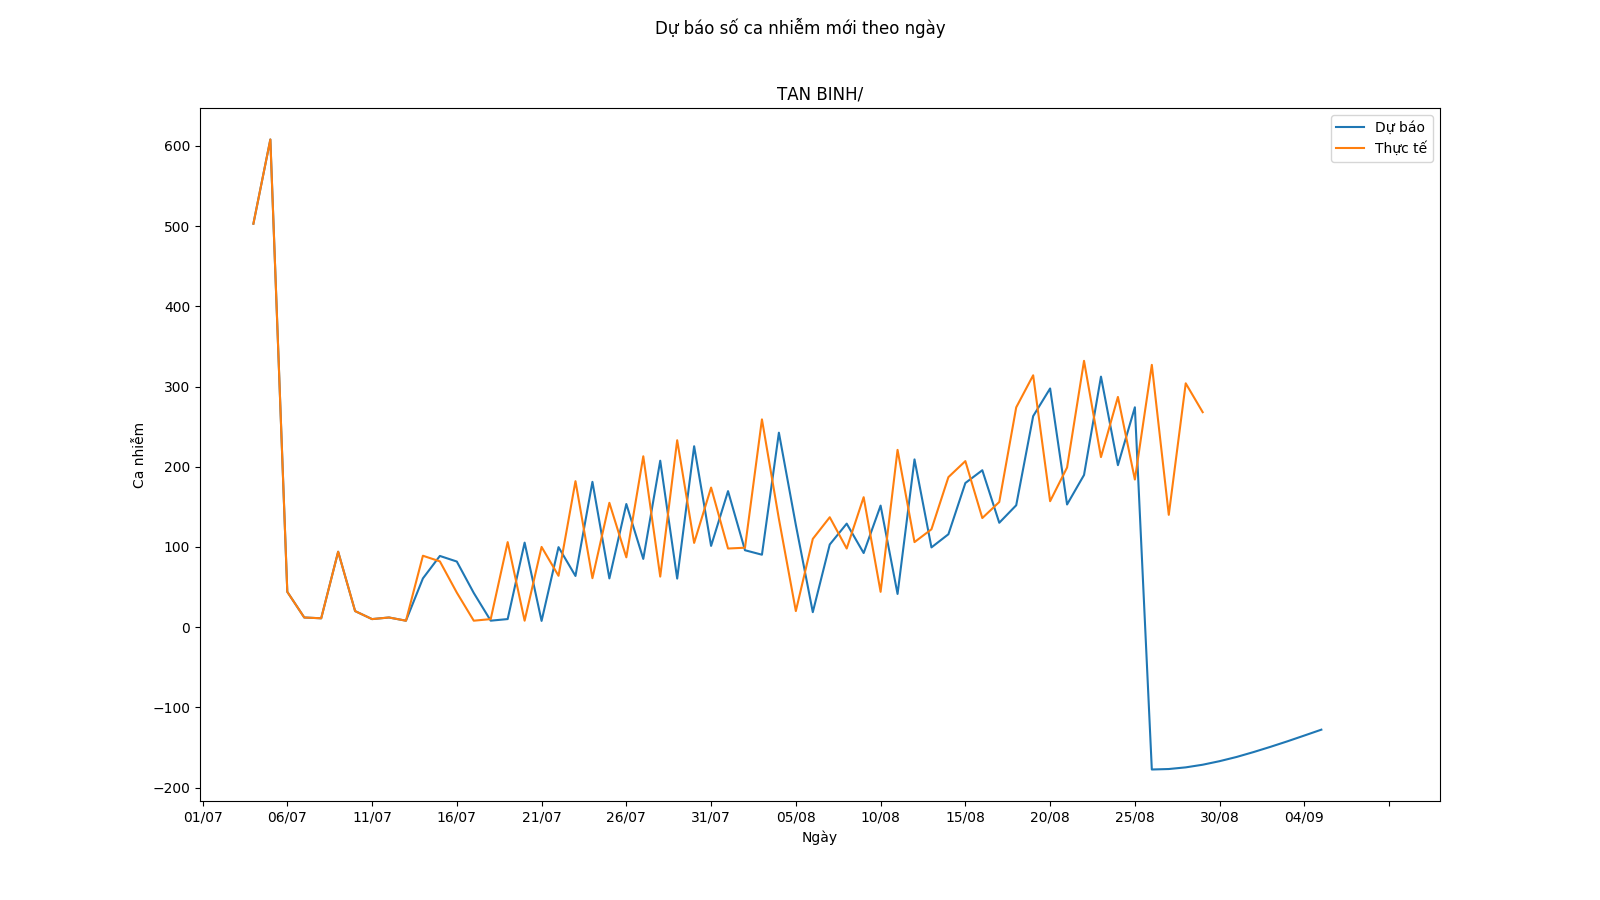 Dự báo số ca nhiễm mới theo ngày
TAN BINH/
Dự báo
Thực tế
600
500
400
300
200
100
0
−100
−200
Ca nhiễm
01/07 06/07 11/07 16/07 21/07 26/07 31/07 05/08 10/08 15/08 20/08 25/08 30/08 04/09
Ngày